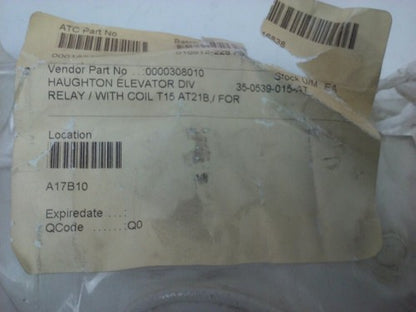 ATC Part No
Vendor Part No ...:0000308010
Stock U/M EA
HAUGHTON ELEVATOR DIV
35-0539-015-AT
RELAY / WITH COIL T15 AT21B,/ FOR
Location
A17B10
Expiredate ....:
QCode .......:Q0